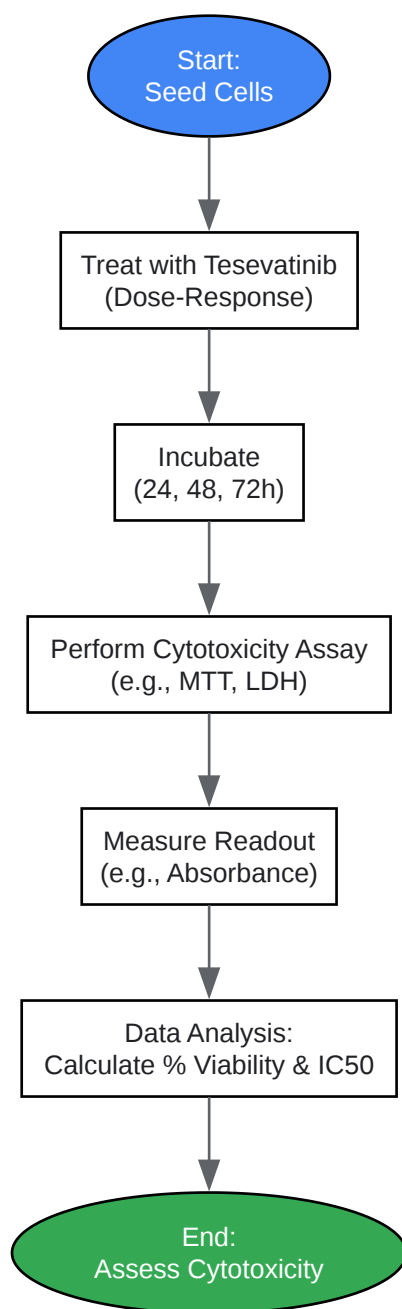 Start:
Seed Cells
Treat with Tesevatinib
(Dose-Response)
Incubate
(24, 48, 72h)
Perform Cytotoxicity Assay
(e.g., MTT, LDH)
Measure Readout
(e.g., Absorbance)
Data Analysis:
Calculate % Viability & IC50
End:
Assess Cytotoxicity